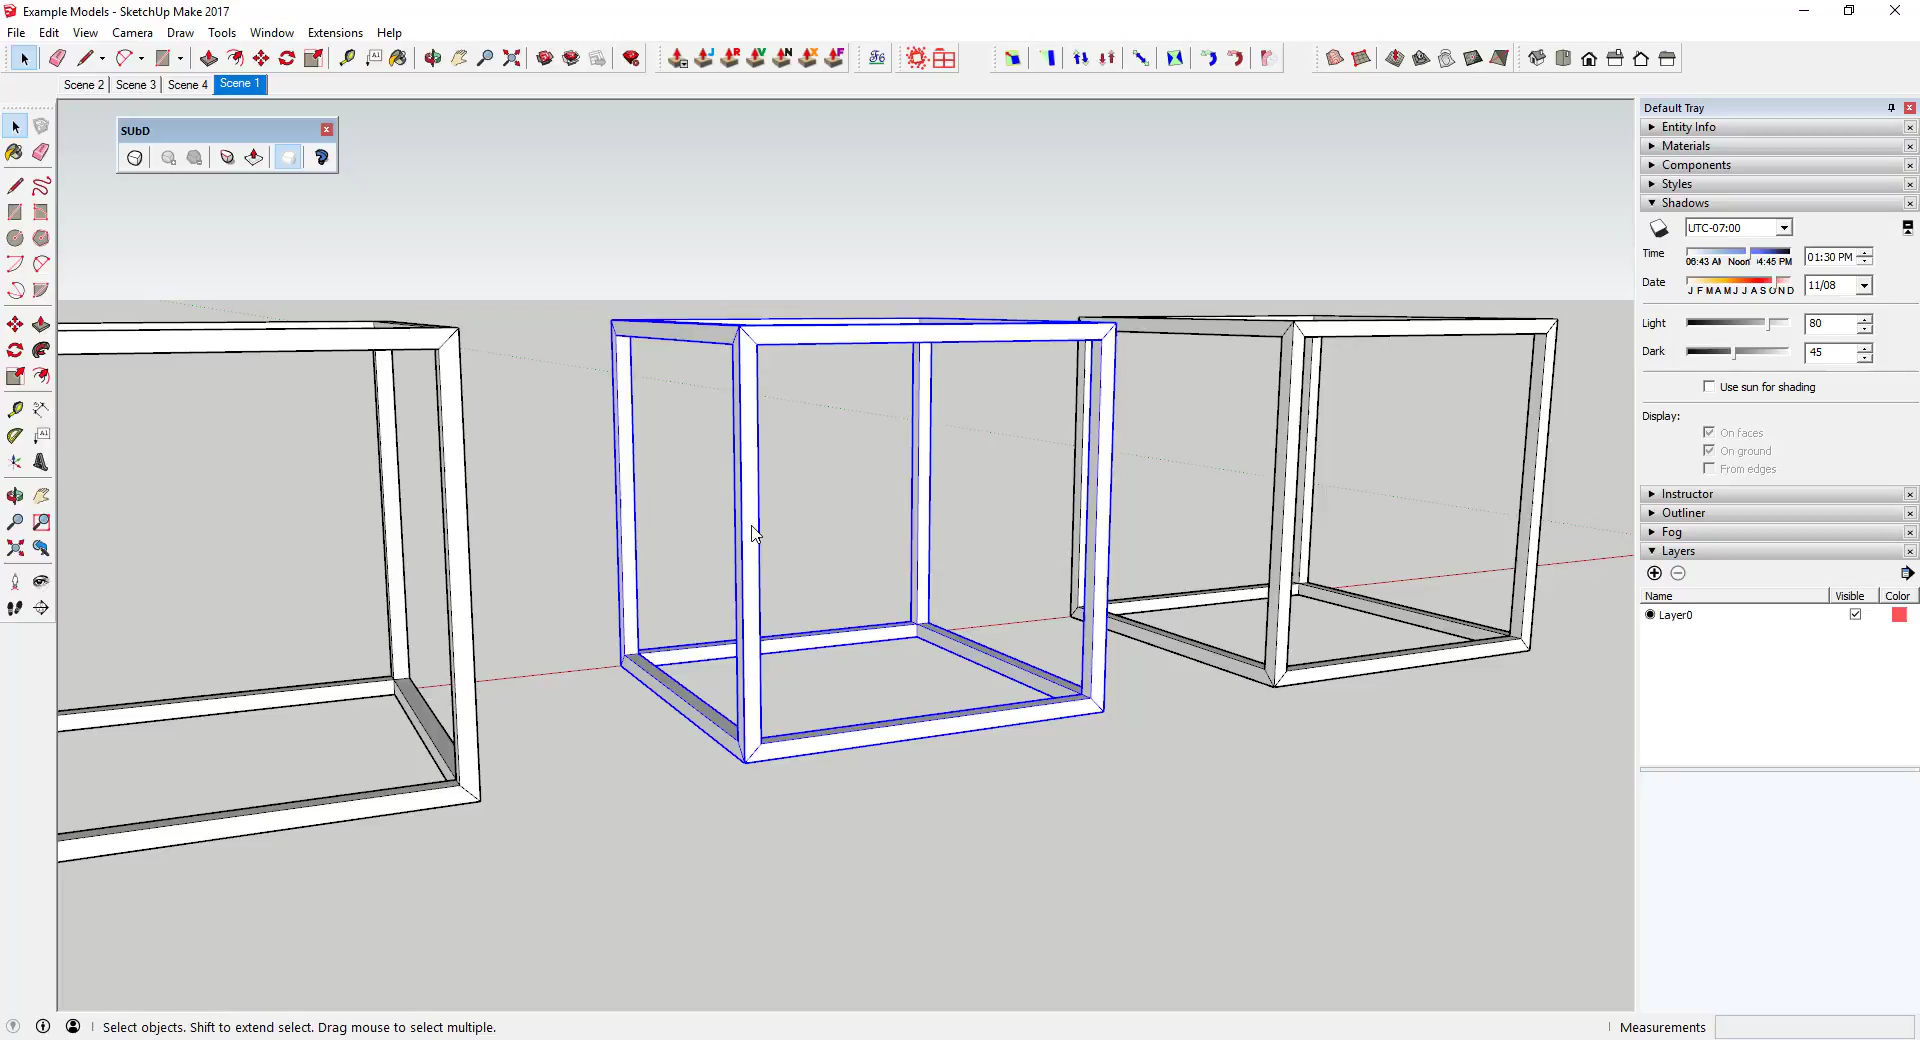 Example Models - SketchUp Make 2017
File Edit View Camera Draw Tools Window Extensions Help
J R V N X F
Scene 2 Scene 3 Scene 4 Scene 1
SUbD
A1
Default Tray
Entity Info
Materials
Components
Styles
Shadows
UTC-07:00
Time 06:43 AM Noon 04:45 PM 01:30 PM
Date J F M A M J J A S O N D 11/08
Light 80
Dark 45
Use sun for shading
Display:
On faces
On ground
From edges
Instructor
Outliner
Fog
Layers
Name Visible Color
Layer0
Select objects. Shift to extend select. Drag mouse to select multiple.
Measurements